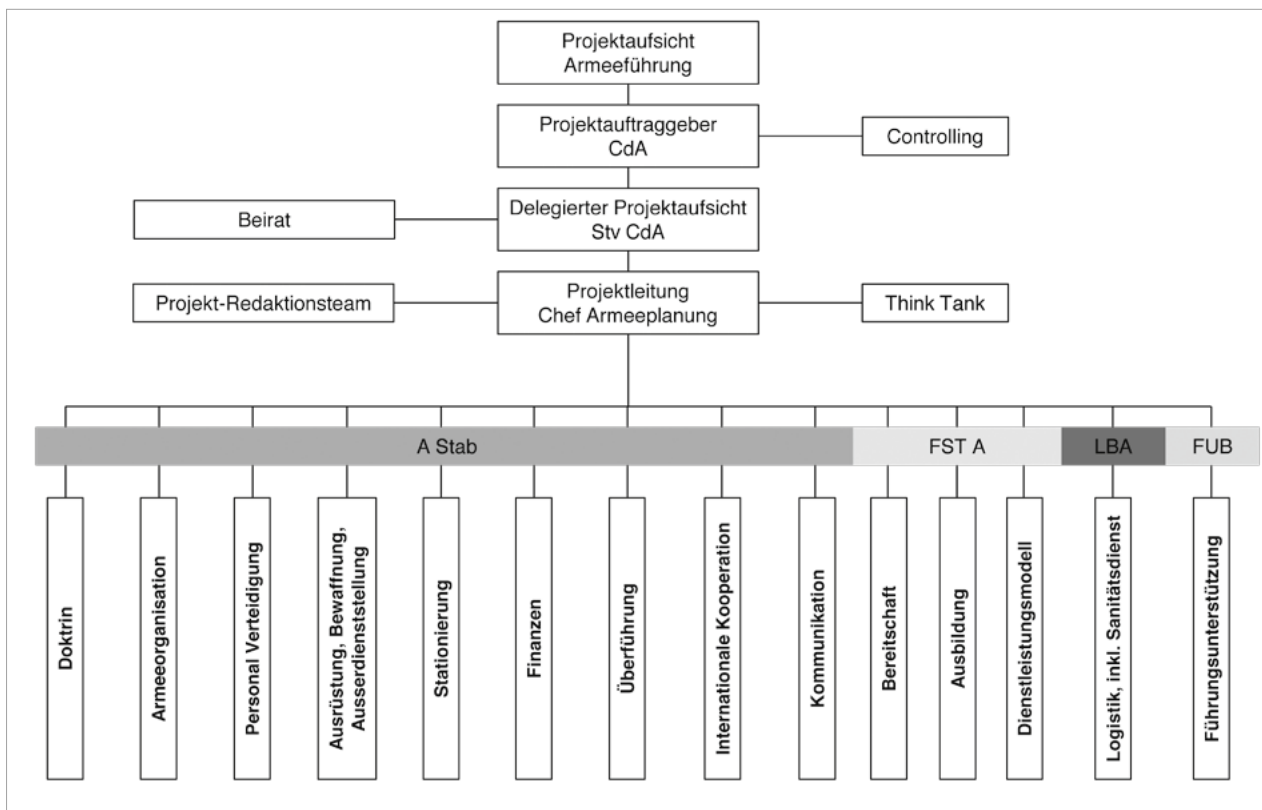 Projektaufsicht
Armeeführung
Projektauftraggeber
CdA
Controlling
Beirat
Delegierter Projektaufsicht
Stv CdA
Projekt-Redaktionsteam
Projektleitung
Chef Armeeplanung
Think Tank
A Stab
FST A
LBA
FUB
Doktrin
Armeeorganisation
Personal Verteidigung
Ausrüstung, Bewaffnung,
Ausserdienststellung
Stationierung
Finanzen
Überführung
Internationale Kooperation
Kommunikation
Bereitschaft
Ausbildung
Dienstleistungsmodell
Logistik, inkl. Sanitätsdienst
Führungsunterstützung